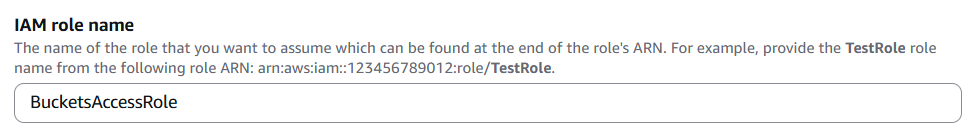 IAM role name
The name of the role that you want to assume which can be found at the end of the role's ARN. For example, provide the TestRole role
name from the following role ARN: arn:aws:iam::123456789012:role/TestRole.
BucketsAccessRole